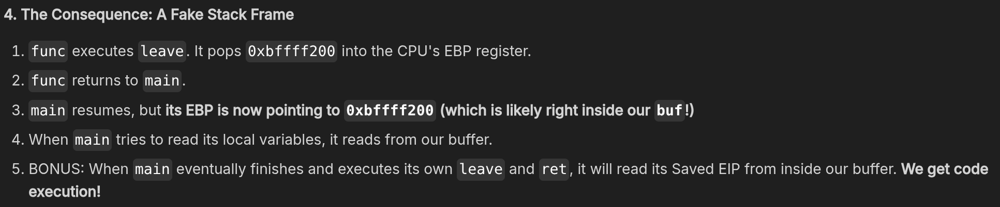 4. The Consequence: A Fake Stack Frame
1. func executes leave. It pops 0xbffff200 into the CPU's EBP register.
2. func returns to main.
3. main resumes, but its EBP is now pointing to 0xbffff200 (which is likely right inside our buf!)
4. When main tries to read its local variables, it reads from our buffer.
5. BONUS: When main eventually finishes and executes its own leave and ret, it will read its Saved EIP from inside our buffer. We get code
execution!